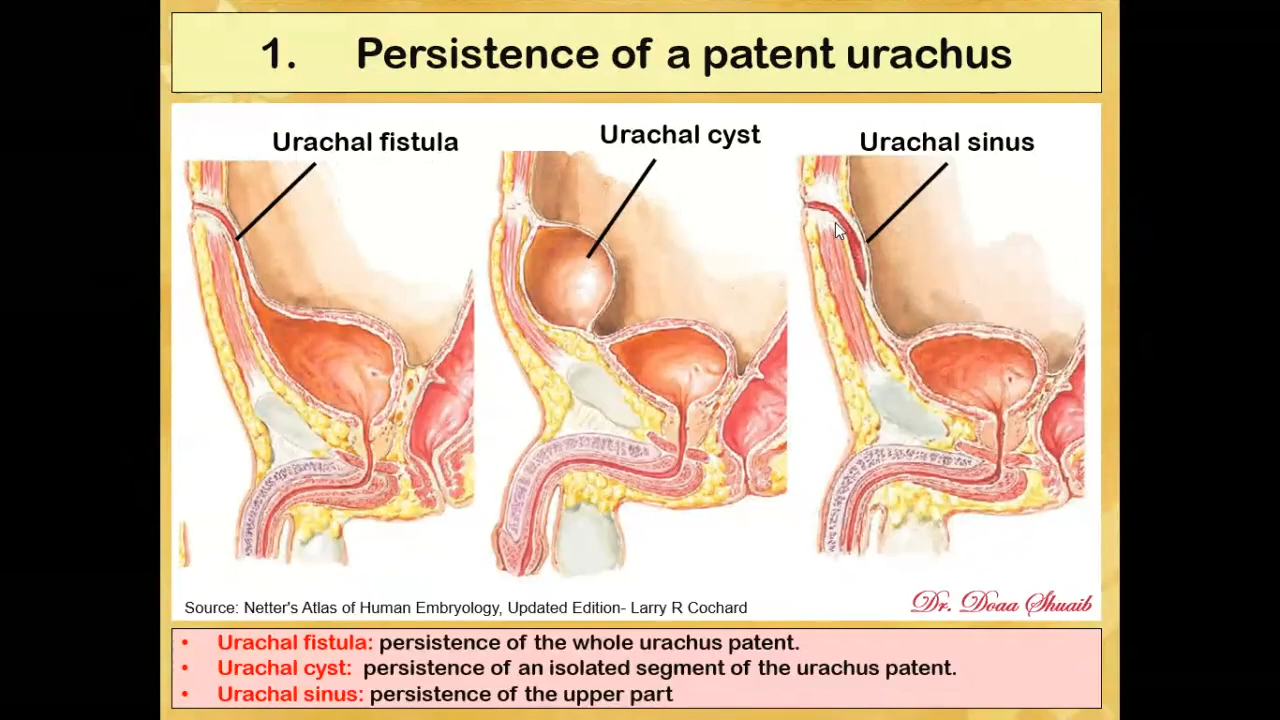 1. Persistence of a patent urachus
Urachal fistula
Urachal cyst
Urachal sinus
Source: Netter's Atlas of Human Embryology, Updated Edition- Larry R Cochard
Dr. Doaa Shuaib
• Urachal fistula: persistence of the whole urachus patent.
• Urachal cyst: persistence of an isolated segment of the urachus patent.
• Urachal sinus: persistence of the upper part